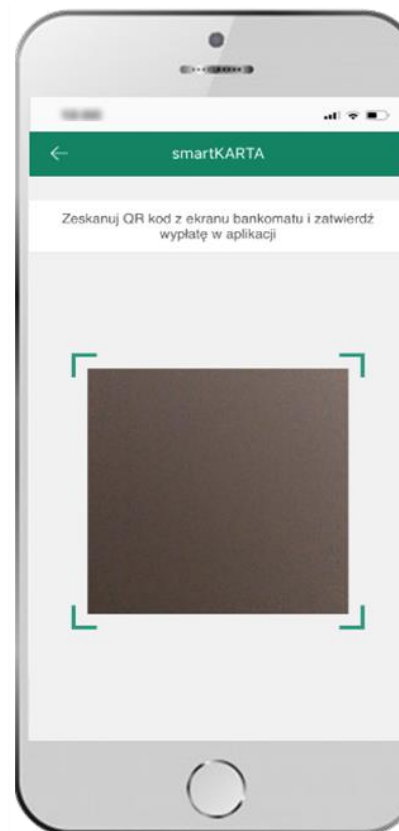 smartKARTA
Zeskanuj QR kod z ekranu bankomatu i zatwierdź
wypłatę w aplikacji